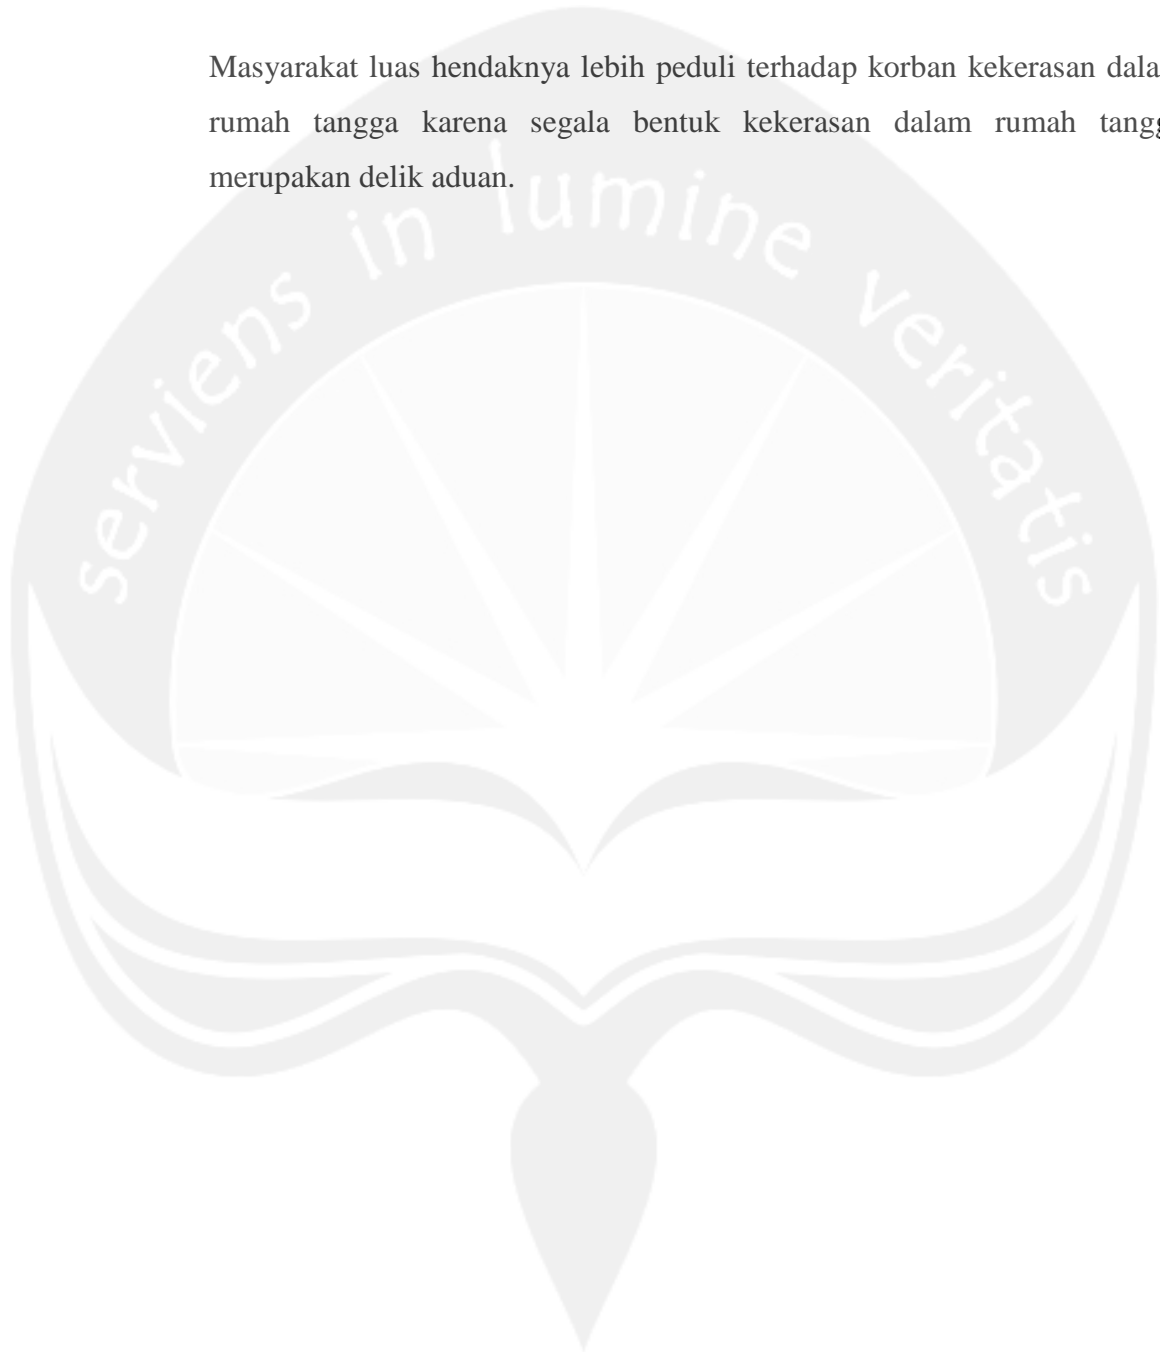 Masyarakat luas hendaknya lebih peduli terhadap korban kekerasan dala
rumah tangga karena segala bentuk kekerasan dalam rumah tangg
merupakan delik aduan.
serviens in lumine veritatis